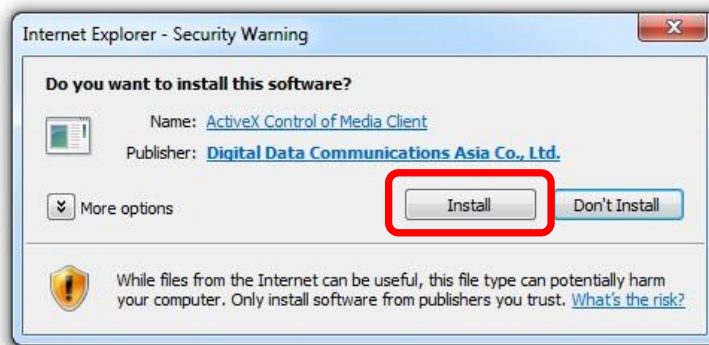 Internet Explorer - Security Warning
Do you want to install this software?
Name: ActiveX Control of Media Client
Publisher: Digital Data Communications Asia Co., Ltd.
More options Install Don't Install
While files from the Internet can be useful, this file type can potentially harm
your computer. Only install software from publishers you trust. What's the risk?